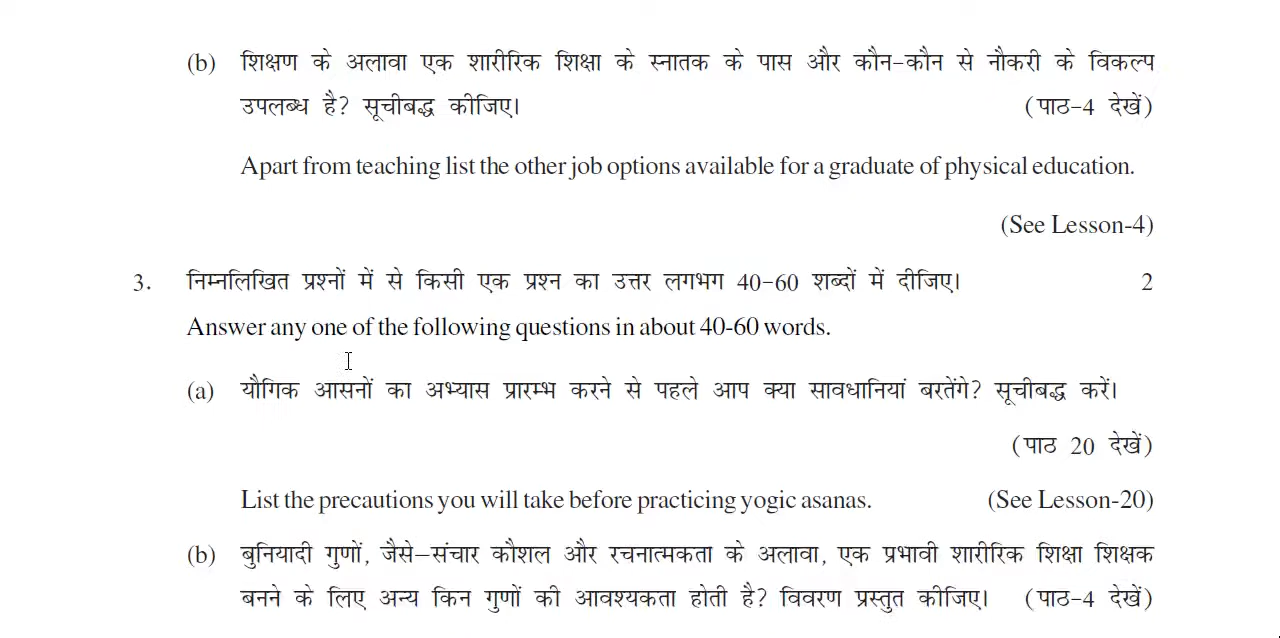 (b) शिक्षण के अलावा एक शारीरिक शिक्षा के स्नातक के पास और कौन-कौन से नौकरी के विकल्प
उपलब्ध है? सूचीबद्ध कीजिए। (पाठ-4 देखें)
Apart from teaching list the other job options available for a graduate of physical education.
(See Lesson-4)
3. निम्नलिखित प्रश्नों में से किसी एक प्रश्न का उत्तर लगभग 40-60 शब्दों में दीजिए। 2
Answer any one of the following questions in about 40-60 words.
(a) यौगिक आसनों का अभ्यास प्रारम्भ करने से पहले आप क्या सावधानियां बरतेंगे? सूचीबद्ध करें।
(पाठ 20 देखें)
List the precautions you will take before practicing yogic asanas. (See Lesson-20)
(b) बुनियादी गुणों, जैसे—संचार कौशल और रचनात्मकता के अलावा, एक प्रभावी शारीरिक शिक्षा शिक्षक
बनने के लिए अन्य किन गुणों की आवश्यकता होती है? विवरण प्रस्तुत कीजिए। (पाठ-4 देखें)